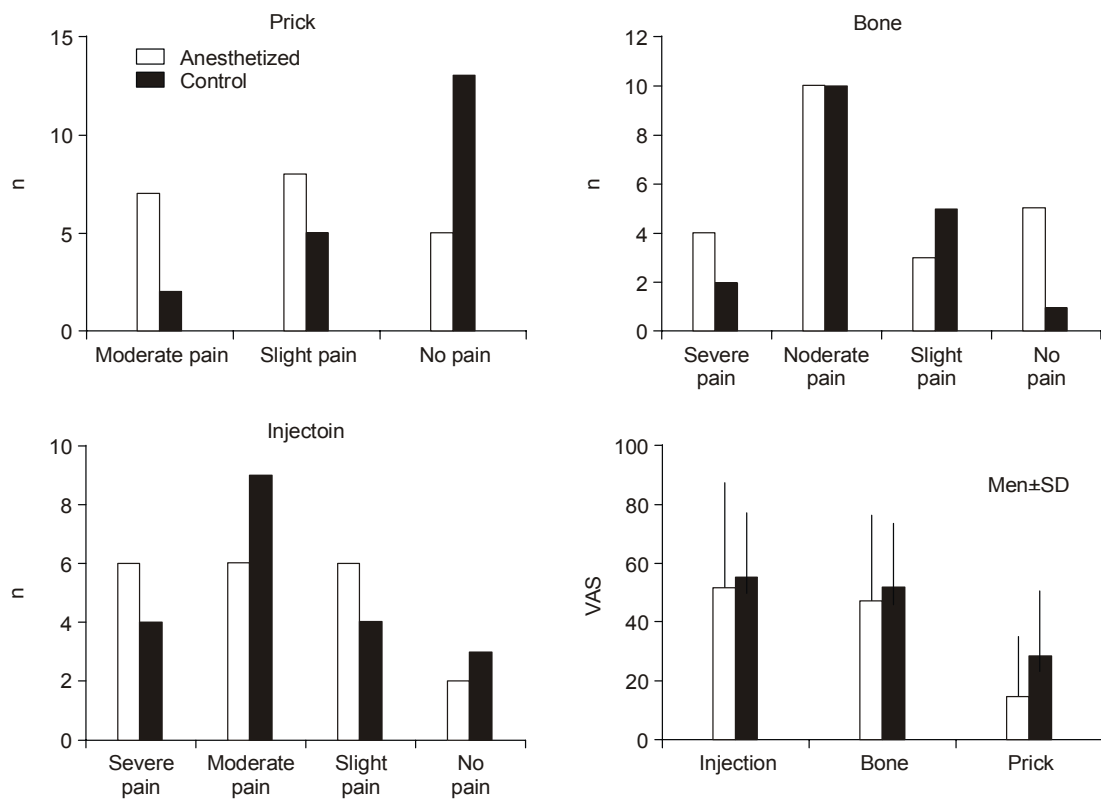 Prick
15
10
5
0
n
Anesthetized
Control
Moderate pain
Slight pain
No pain
Bone
12
10
8
6
4
2
0
n
Severe
pain
Noderate
pain
Slight
pain
No
pain
Injectoin
10
8
6
4
2
0
n
Severe
pain
Moderate
pain
Slight
pain
No
pain
100
80
60
40
20
0
VAS
Men±SD
Injection
Bone
Prick